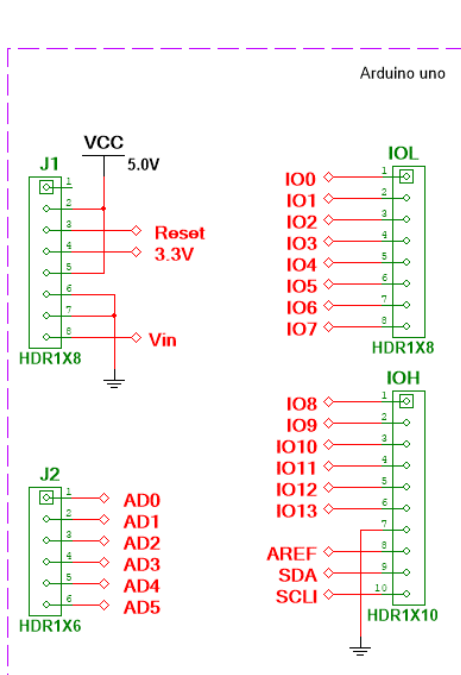 Arduino uno
VCC
5.0V
J1
1
2
3
Reset
4
3.3V
5
6
7
8
Vin
HDR1X8
IOL
IO0
1
IO1
2
IO2
3
IO3
4
IO4
5
IO5
6
IO6
7
IO7
8
HDR1X8
IOH
IO8
1
IO9
2
IO10
3
IO11
4
IO12
5
IO13
6
7
AREF
8
SDA
9
SCLI
10
HDR1X10
J2
1
AD0
2
AD1
3
AD2
4
AD3
5
AD4
6
AD5
HDR1X6